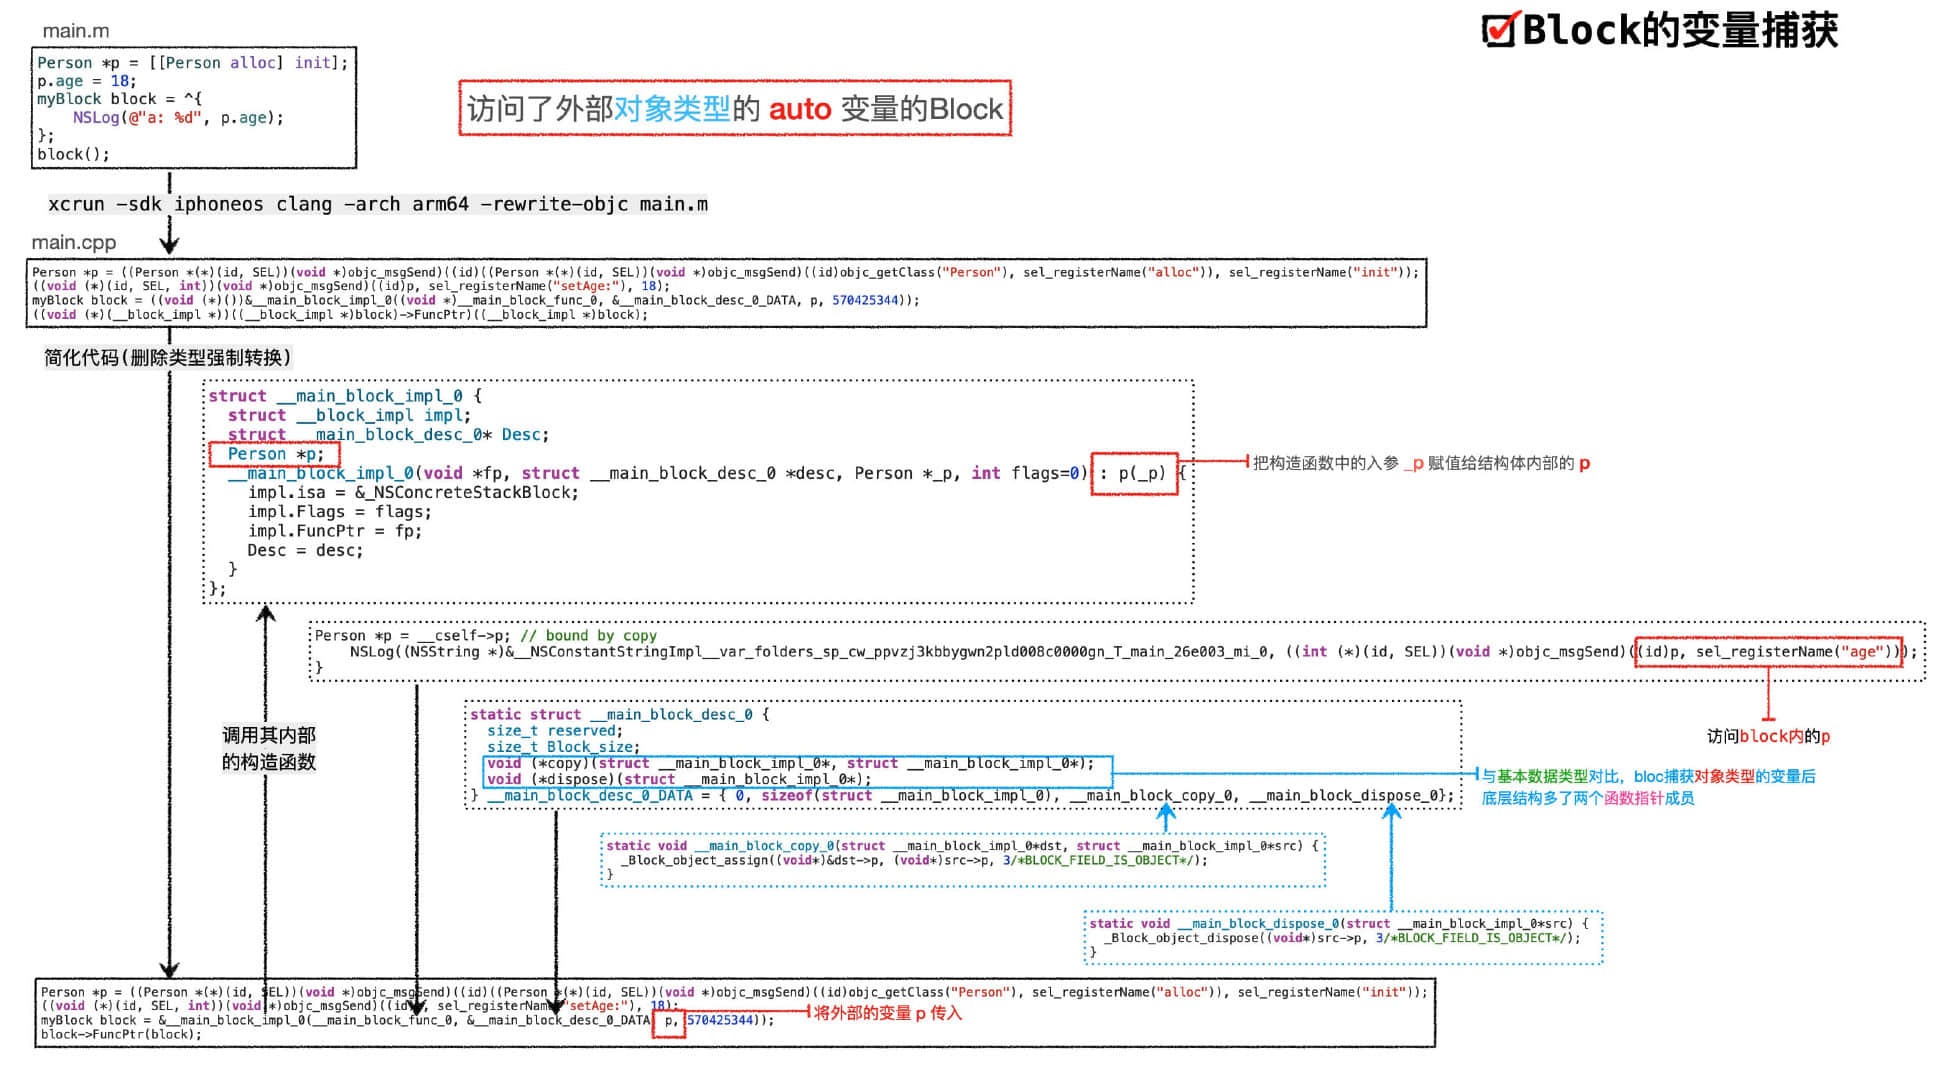 main.m
Block的变量捕获
Person *p = [[Person alloc] init];
p.age = 18;
myBlock block = ^{
    NSLog(@"a: %d", p.age);
};
block();
访问了外部对象类型的 auto 变量的Block
xcrun -sdk iphoneos clang -arch arm64 -rewrite-objc main.m
main.cpp
Person *p = ((Person *(*)(id, SEL))(void *)objc_msgSend)((id)((Person *(*)(id, SEL))(void *)objc_msgSend)((id)objc_getClass("Person"), sel_registerName("alloc")), sel_registerName("init"));
((void (*)(id, SEL, int))(void *)objc_msgSend)((id)p, sel_registerName("setAge:"), 18);
myBlock block = ((void (*)())&__main_block_impl_0((void *)__main_block_func_0, &__main_block_desc_0_DATA, p, 570425344));
((void (*)(__block_impl *))((__block_impl *)block)->FuncPtr)((__block_impl *)block);
简化代码(删除类型强制转换)
struct __main_block_impl_0 {
  struct __block_impl impl;
  struct __main_block_desc_0* Desc;
  Person *p;
  __main_block_impl_0(void *fp, struct __main_block_desc_0 *desc, Person *_p, int flags=0) : p(_p) {
    impl.isa = &_NSConcreteStackBlock;
    impl.Flags = flags;
    impl.FuncPtr = fp;
    Desc = desc;
  }
};
把构造函数中的入参 _p 赋值给结构体内部的 p
Person *p = __cself->p; // bound by copy
    NSLog((NSString *)&__NSConstantStringImpl__var_folders_sp_cw_ppvzj3kbbygwn2pld008c0000gn_T_main_26e003_mi_0, ((int (*)(id, SEL))(void *)objc_msgSend)((id)p, sel_registerName("age")));
}
访问block内的p
调用其内部
的构造函数
static struct __main_block_desc_0 {
  size_t reserved;
  size_t Block_size;
  void (*copy)(struct __main_block_impl_0*, struct __main_block_impl_0*);
  void (*dispose)(struct __main_block_impl_0*);
} __main_block_desc_0_DATA = { 0, sizeof(struct __main_block_impl_0), __main_block_copy_0, __main_block_dispose_0};
与基本数据类型对比，bloc捕获对象类型的变量后
底层结构多了两个函数指针成员
static void __main_block_copy_0(struct __main_block_impl_0*dst, struct __main_block_impl_0*src) {
  _Block_object_assign((void*)&dst->p, (void*)src->p, 3/*BLOCK_FIELD_IS_OBJECT*/);
}
static void __main_block_dispose_0(struct __main_block_impl_0*src) {
  _Block_object_dispose((void*)src->p, 3/*BLOCK_FIELD_IS_OBJECT*/);
}
Person *p = ((Person *(*)(id, SEL))(void *)objc_msgSend)((id)((Person *(*)(id, SEL))(void *)objc_msgSend)((id)objc_getClass("Person"), sel_registerName("alloc")), sel_registerName("init"));
((void (*)(id, SEL, int))(void *)objc_msgSend)((id)p, sel_registerName("setAge:"), 18);
myBlock block = &__main_block_impl_0(__main_block_func_0, &__main_block_desc_0_DATA, p, 570425344));
block->FuncPtr(block);
将外部的变量 p 传入